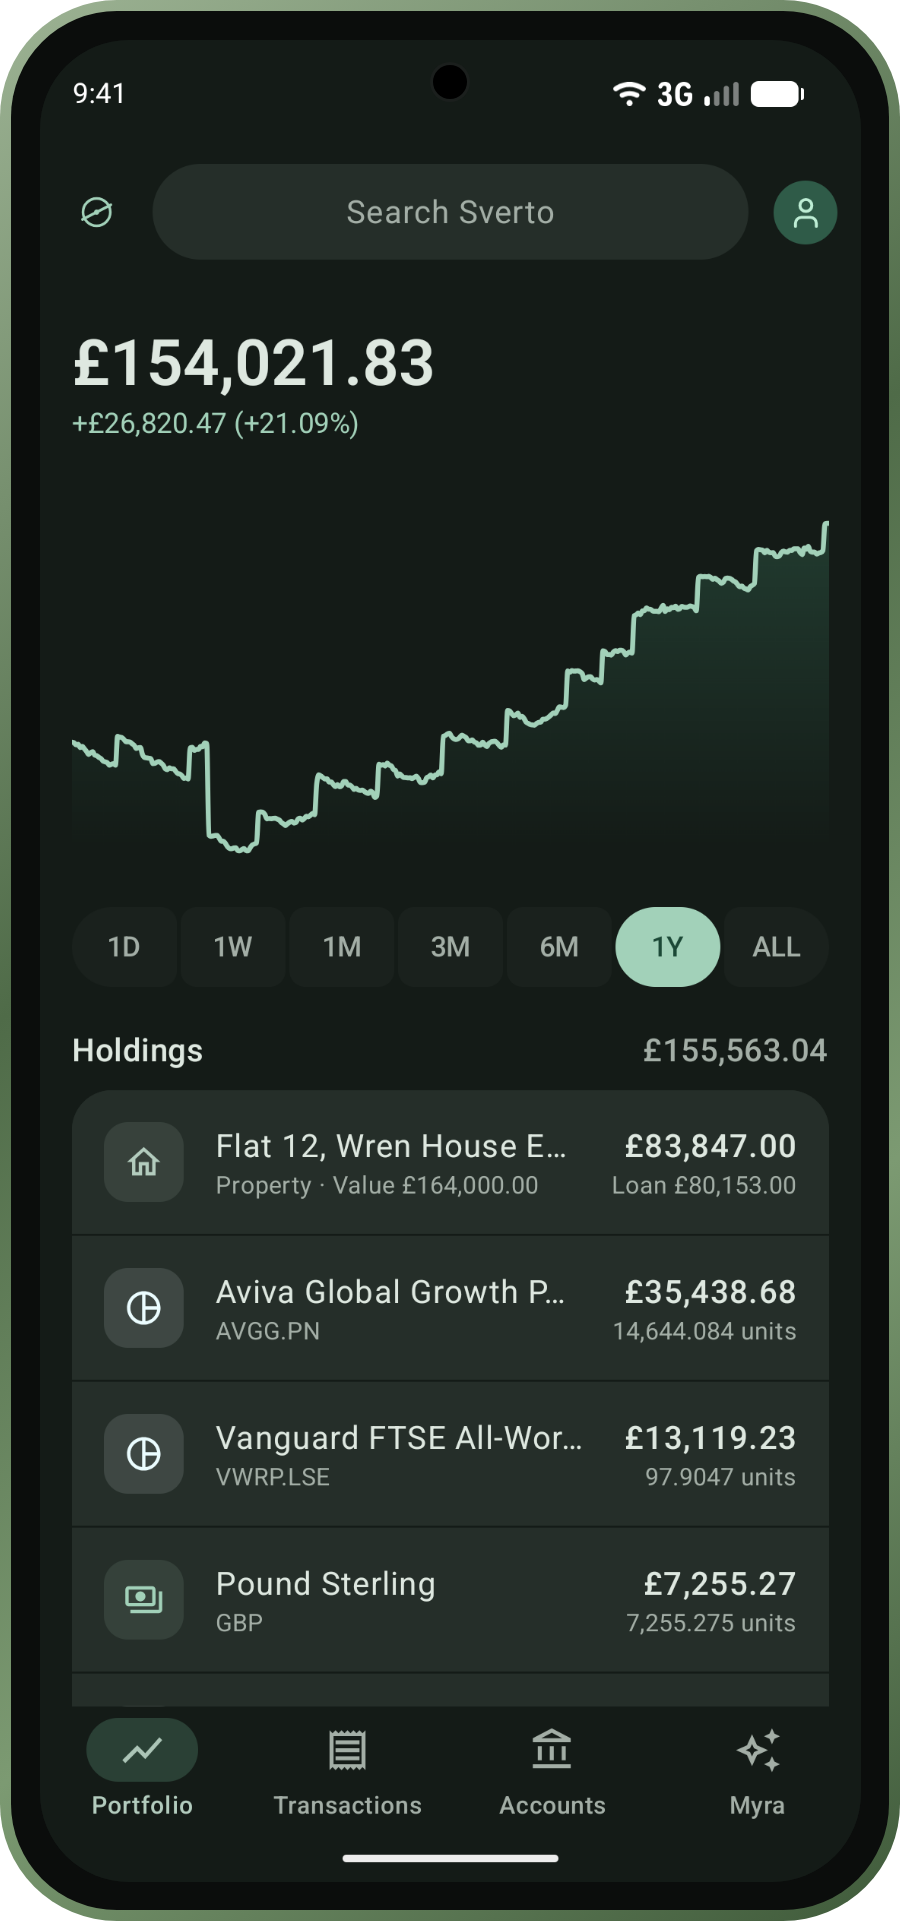 9:41
3G
Search Sverto
£154,021.83
+£26,820.47 (+21.09%)
1D 1W 1M 3M 6M 1Y ALL
Holdings £155,563.04
Flat 12, Wren House E... £83,847.00
Property · Value £164,000.00 Loan £80,153.00
Aviva Global Growth P... £35,438.68
AVGG.PN 14,644.084 units
Vanguard FTSE All-Wor... £13,119.23
VWRP.LSE 97.9047 units
Pound Sterling £7,255.27
GBP 7,255.275 units
Portfolio Transactions Accounts Myra